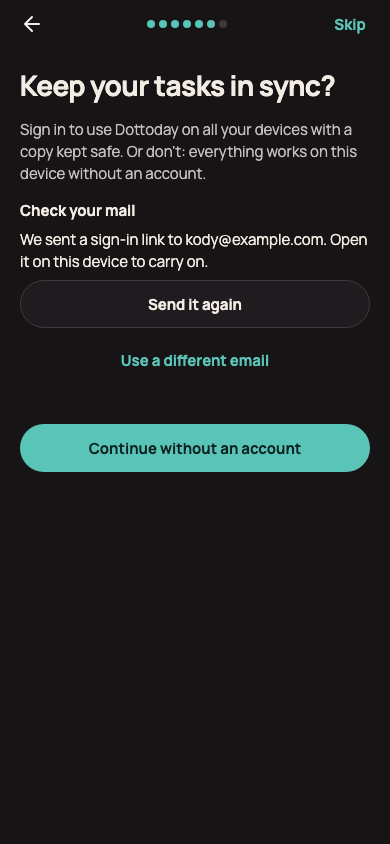 Skip
Keep your tasks in sync?
Sign in to use Dottoday on all your devices with a
copy kept safe. Or don't: everything works on this
device without an account.
Check your mail
We sent a sign-in link to kody@example.com. Open
it on this device to carry on.
Send it again
Use a different email
Continue without an account